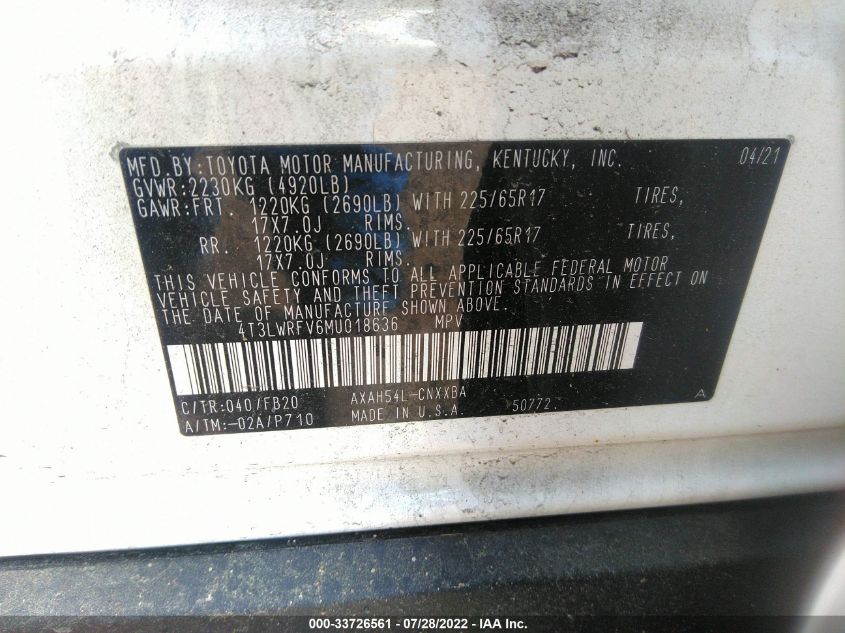 MFD.BY:TOYOTA MOTOR MANUFACTURING, KENTUCKY, INC. 04/21
GVWR:2230KG (4920LB)
GAWR:FRT. 1220KG (2690LB) WITH 225/65R17 TIRES,
17X7.0J RIMS.
RR. 1220KG (2690LB) WITH 225/65R17 TIRES,
17X7.0J RIMS.
THIS VEHICLE CONFORMS TO ALL APPLICABLE FEDERAL MOTOR
VEHICLE SAFETY AND THEFT PREVENTION STANDARDS IN EFFECT ON
THE DATE OF MANUFACTURE SHOWN ABOVE.
4T3LWRFV6MU018636 MPV
C/TR:040/FB20 AXAH54L-CNXXBA
A/TM:-02A/P710 MADE IN U.S.A. 50772. A
000-33726561 - 07/28/2022 - IAA Inc.